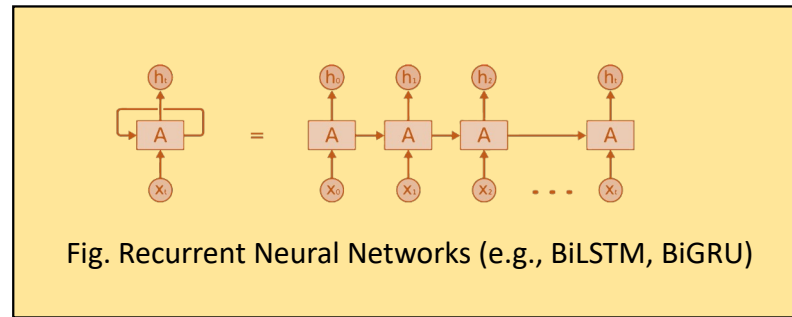 hₜ h₀ h₁ h₂ hₜ
A = A A A A
xₜ x₀ x₁ x₂ . . . xₜ
Fig. Recurrent Neural Networks (e.g., BiLSTM, BiGRU)